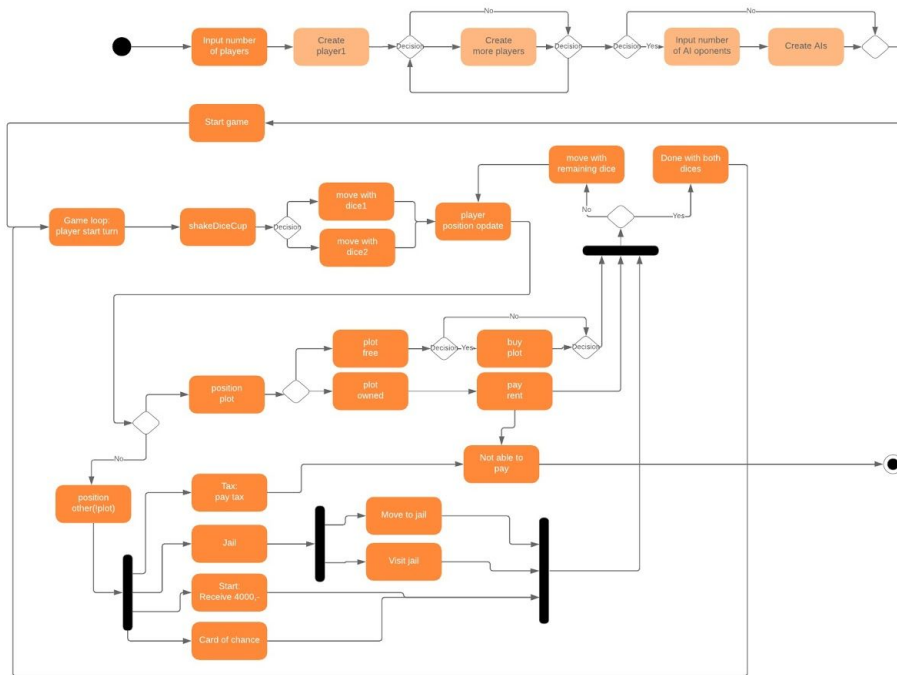 No
No
Input number
of players
Create
player1
Decision
Create
more players
Decision
Decision
Yes
Input number
of AI oponents
Create AIs
Start game
move with
remaining dice
Done with both
dices
No
Yes
Game loop:
player start turn
shakeDiceCup
Decision
move with
dice1
move with
dice2
player
position opdate
No
plot
free
Decision
Yes
buy
plot
Decision
position
plot
plot
owned
pay
rent
No
Not able to
pay
position
other(!plot)
Tax:
pay tax
Jail
Move to jail
Visit jail
Start:
Receive 4000,-
Card of chance